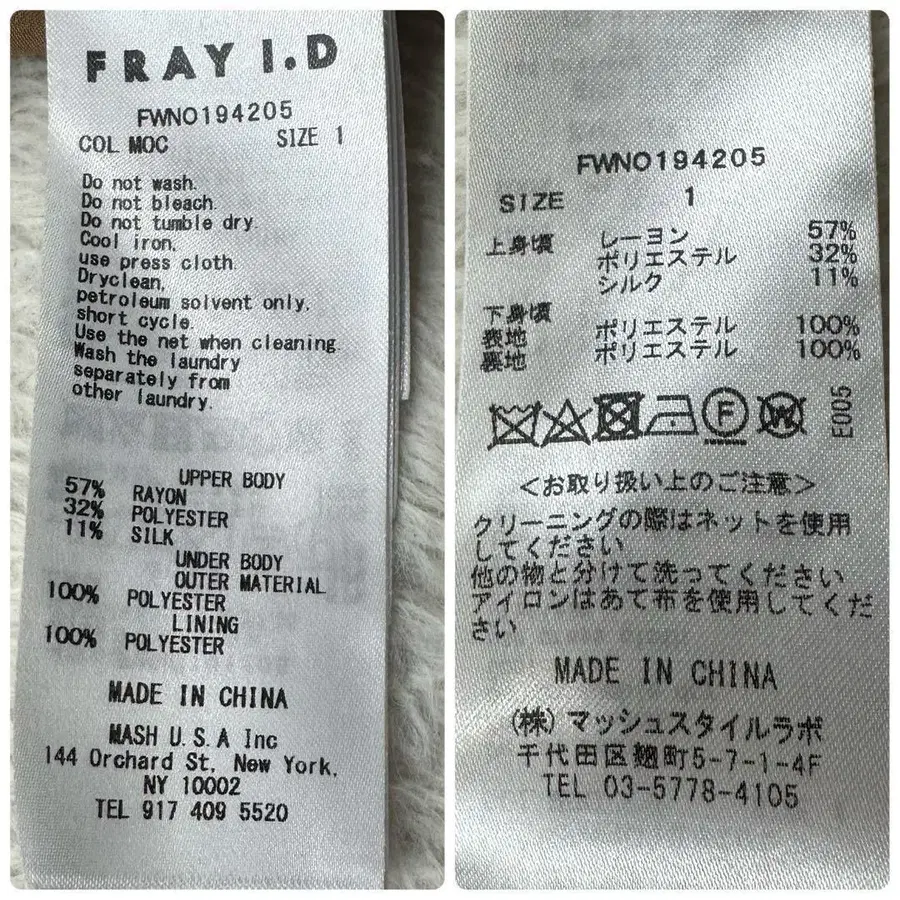 FRAY I.D
FWNO194205
COL MOC SIZE 1
Do not wash.
Do not bleach.
Do not tumble dry.
Cool iron,
use press cloth.
Dryclean,
petroleum solvent only,
short cycle.
Use the net when cleaning.
Wash the laundry
separately from
other laundry.
UPPER BODY
57% RAYON
32% POLYESTER
11% SILK
UNDER BODY
OUTER MATERIAL
100% POLYESTER
LINING
100% POLYESTER
MADE IN CHINA
MASH U.S.A Inc
144 Orchard St, New York,
NY 10002
TEL 917 409 5520
FWNO194205
SIZE 1
上身頃 レーヨン 57%
ポリエステル 32%
シルク 11%
下身頃
表地 ポリエステル 100%
裏地 ポリエステル 100%
F W
E005
<お取り扱い上のご注意>
クリーニングの際はネットを使用
してください
他の物と分けて洗ってください
アイロンはあて布を使用してくだ
さい
MADE IN CHINA
(株)マッシュスタイルラボ
千代田区麹町5-7-1-4F
TEL 03-5778-4105